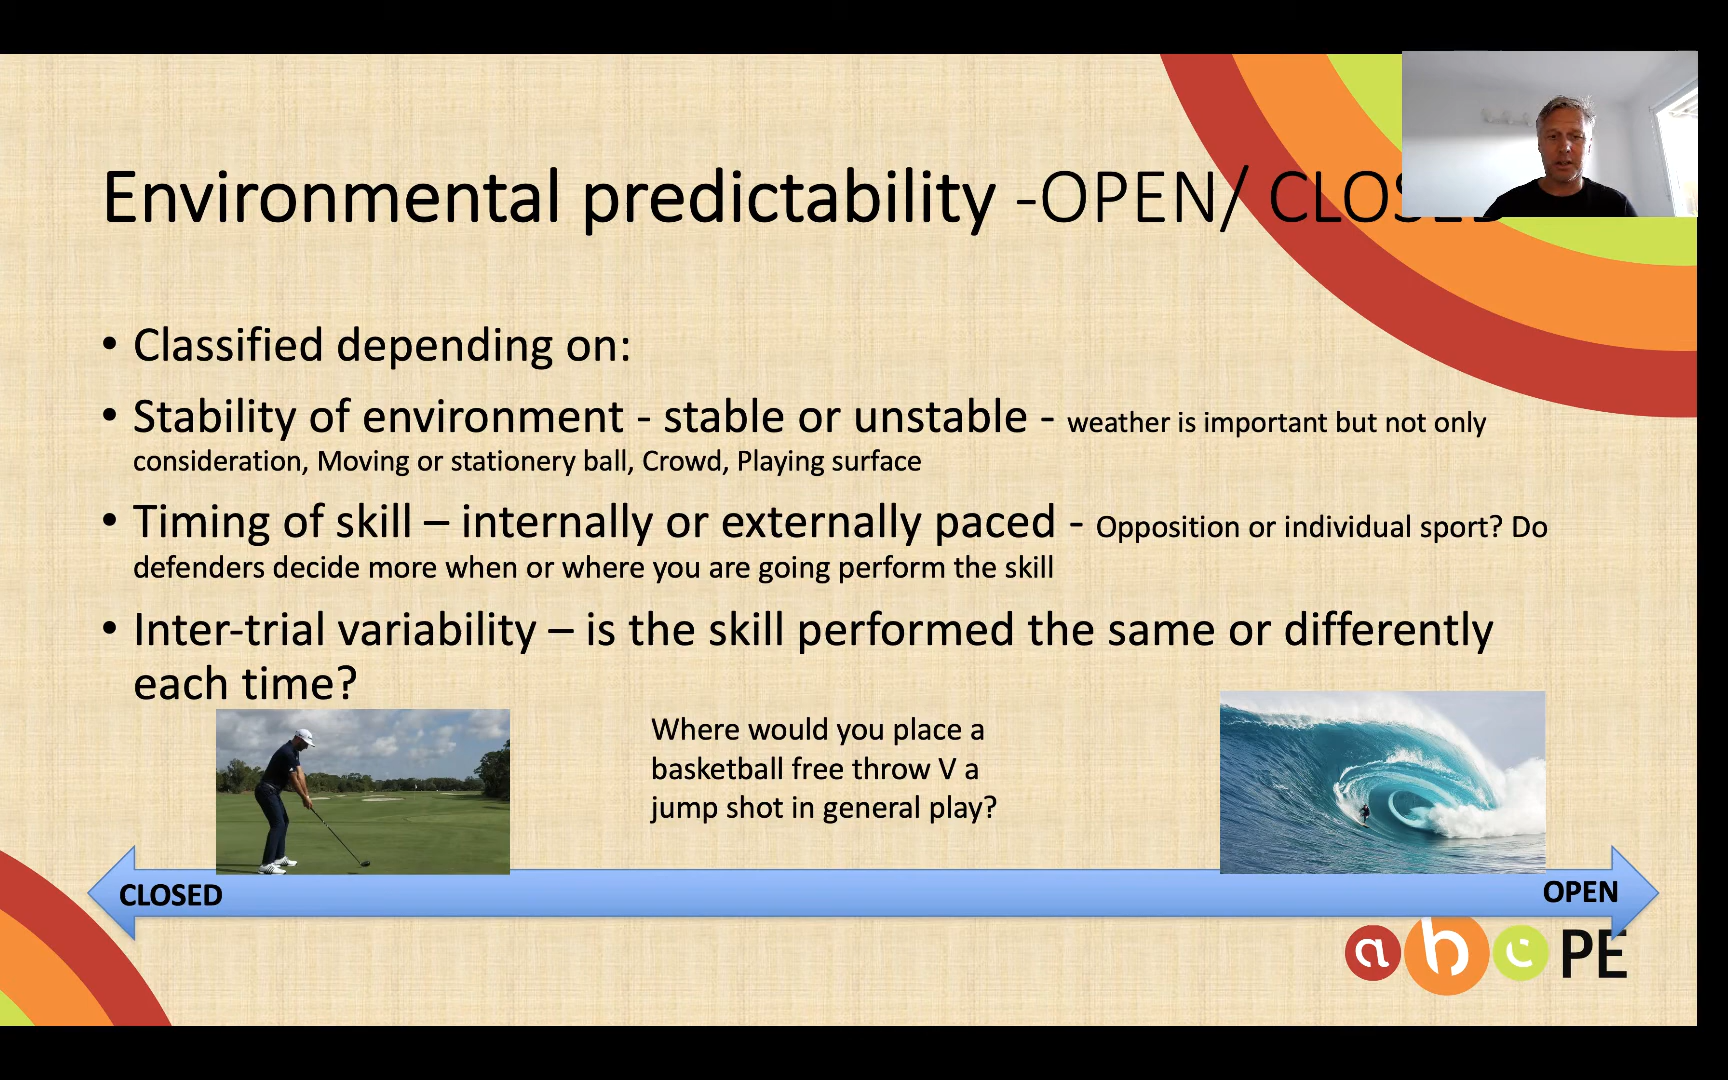 Environmental predictability -OPEN/ CLOSED
• Classified depending on:
• Stability of environment - stable or unstable - weather is important but not only
consideration, Moving or stationery ball, Crowd, Playing surface
• Timing of skill – internally or externally paced - Opposition or individual sport? Do
defenders decide more when or where you are going perform the skill
• Inter-trial variability – is the skill performed the same or differently
each time?
Where would you place a
basketball free throw V a
jump shot in general play?
CLOSED
OPEN
abc PE